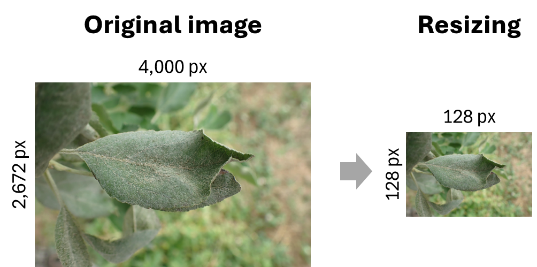 Original image
Resizing
4,000 px
2,672 px
128 px
128 px